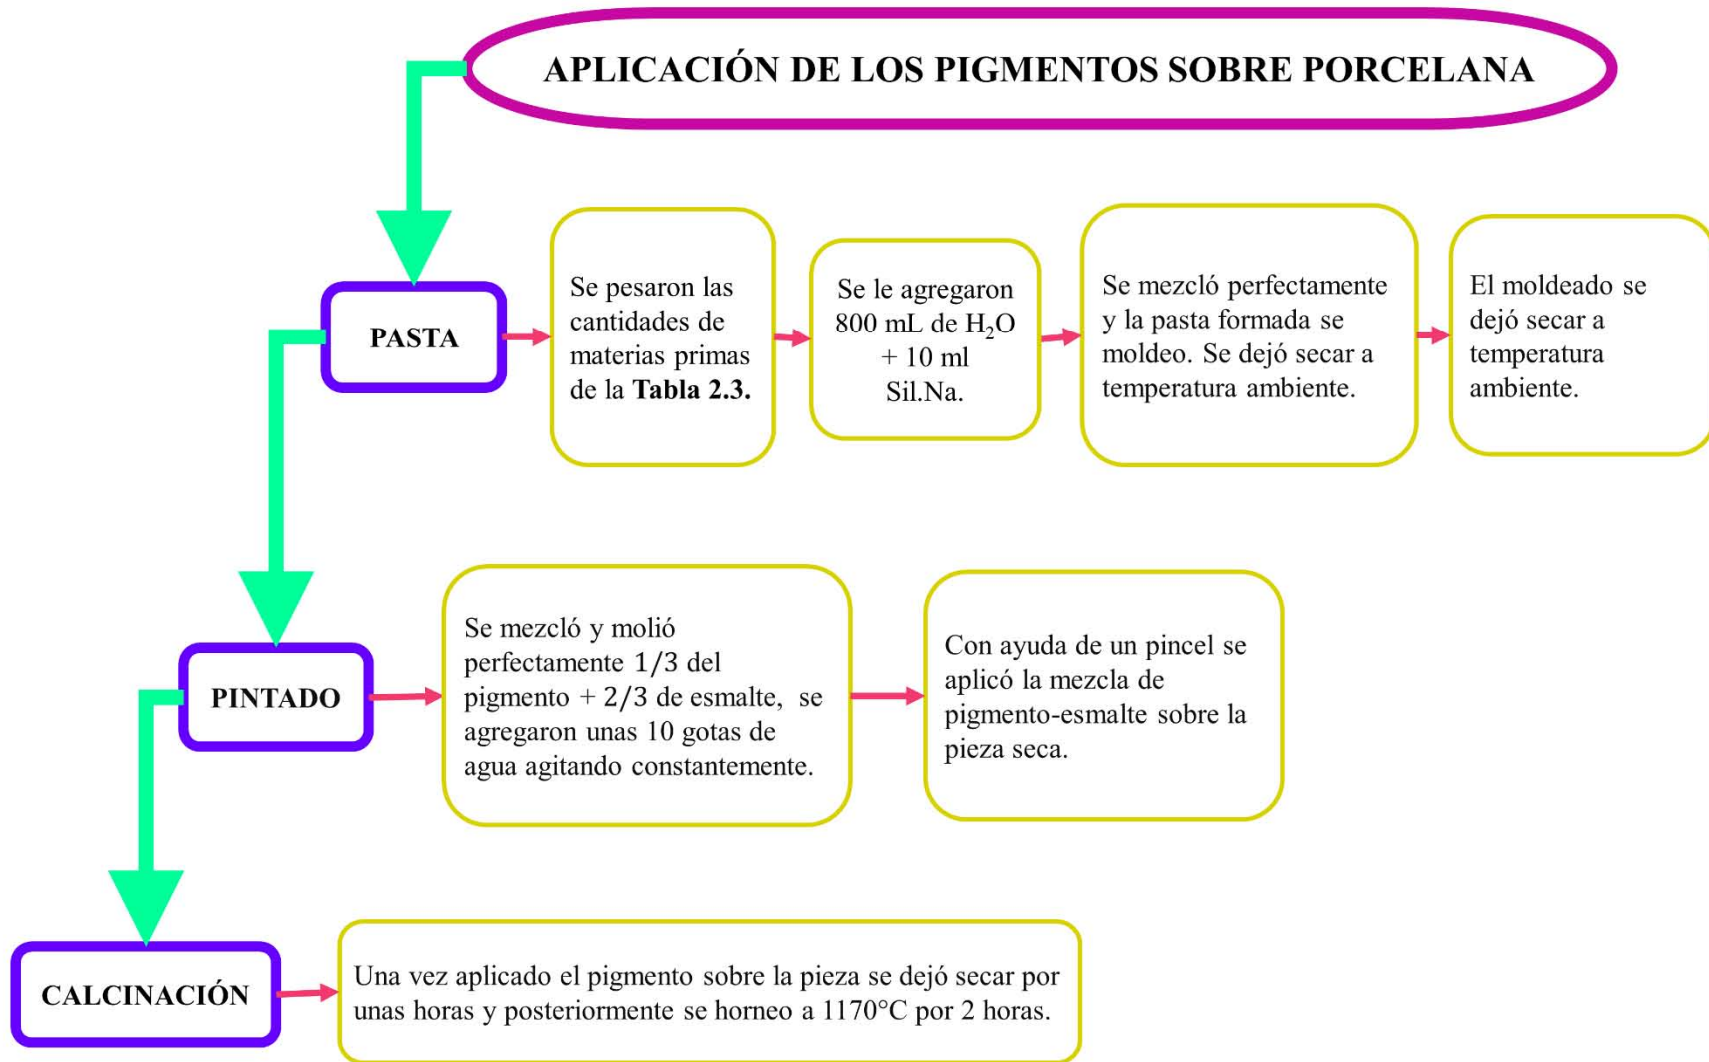 APLICACIÓN DE LOS PIGMENTOS SOBRE PORCELANA
PASTA
Se pesaron las
cantidades de
materias primas
de la Tabla 2.3.
Se le agregaron
800 mL de H₂O
+ 10 ml
Sil.Na.
Se mezcló perfectamente
y la pasta formada se
moldeo. Se dejó secar a
temperatura ambiente.
El moldeado se
dejó secar a
temperatura
ambiente.
PINTADO
Se mezcló y molió
perfectamente 1/3 del
pigmento + 2/3 de esmalte, se
agregaron unas 10 gotas de
agua agitando constantemente.
Con ayuda de un pincel se
aplicó la mezcla de
pigmento-esmalte sobre la
pieza seca.
CALCINACIÓN
Una vez aplicado el pigmento sobre la pieza se dejó secar por
unas horas y posteriormente se horneo a 1170°C por 2 horas.